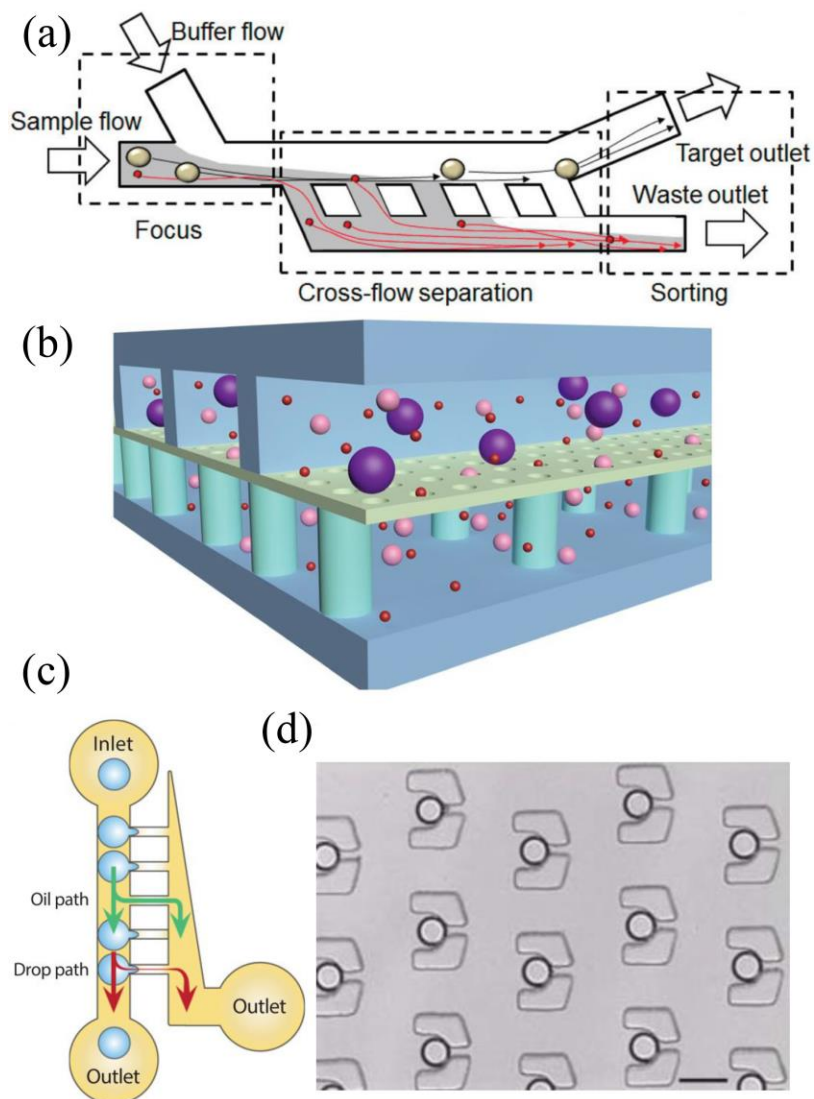 (a)
Buffer flow
Sample flow
Target outlet
Waste outlet
Focus
Cross-flow separation
Sorting
(b)
(c)
(d)
Inlet
Oil path
Drop path
Outlet
Outlet